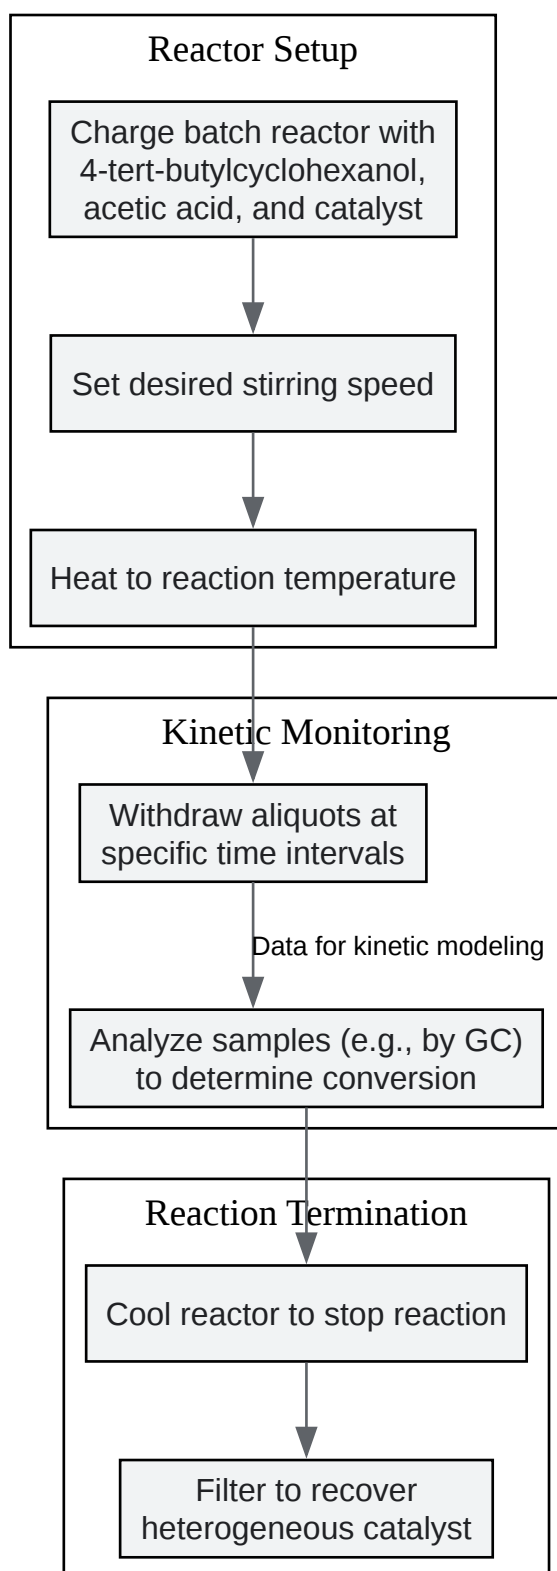 Reactor Setup
Charge batch reactor with
4-tert-butylcyclohexanol,
acetic acid, and catalyst
Set desired stirring speed
Heat to reaction temperature
Kinetic Monitoring
Withdraw aliquots at
specific time intervals
Data for kinetic modeling
Analyze samples (e.g., by GC)
to determine conversion
Reaction Termination
Cool reactor to stop reaction
Filter to recover
heterogeneous catalyst